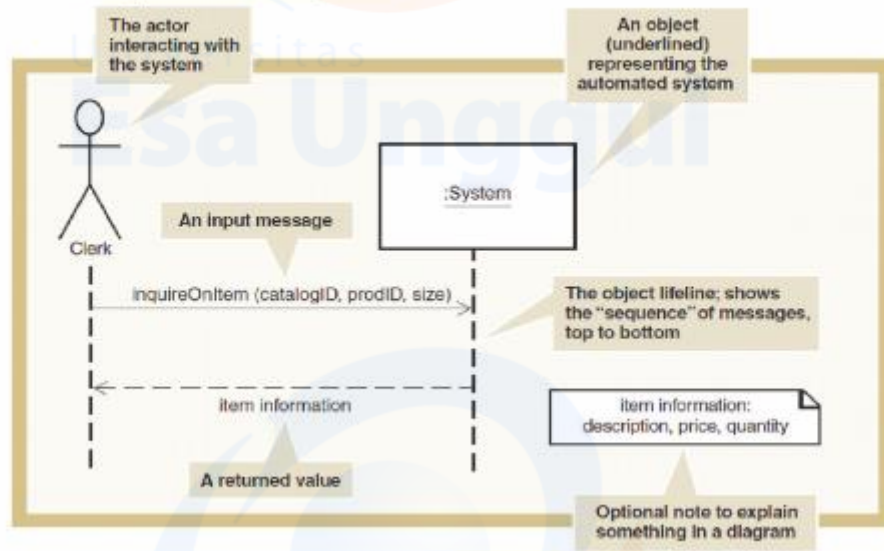 The actor
interacting with
the system
An object
(underlined)
representing the
automated system
Universitas
Esa Unggul
:System
An input message
Clerk
inquireOnItem (catalogID, prodID, size)
The object lifeline; shows
the "sequence" of messages,
top to bottom
item information
item information:
description, price, quantity
A returned value
Optional note to explain
something in a diagram